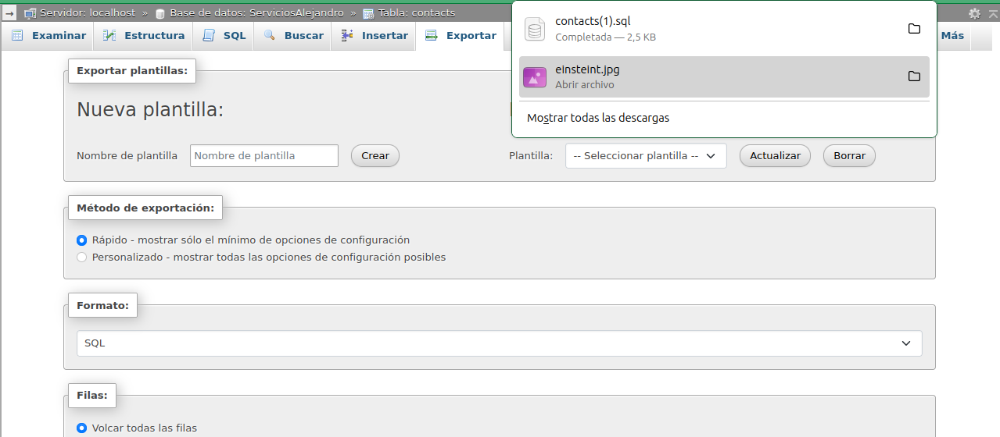 Servidor: localhost » Base de datos: ServiciosAlejandro » Tabla: contacts
Examinar Estructura SQL Buscar Insertar Exportar Más
contacts(1).sql
Completada — 2,5 KB
einsteint.jpg
Abrir archivo
Mostrar todas las descargas
Exportar plantillas:
Nueva plantilla:
Nombre de plantilla Nombre de plantilla Crear Plantilla: -- Seleccionar plantilla -- Actualizar Borrar
Método de exportación:
Rápido - mostrar sólo el mínimo de opciones de configuración
Personalizado - mostrar todas las opciones de configuración posibles
Formato:
SQL
Filas:
Volcar todas las filas